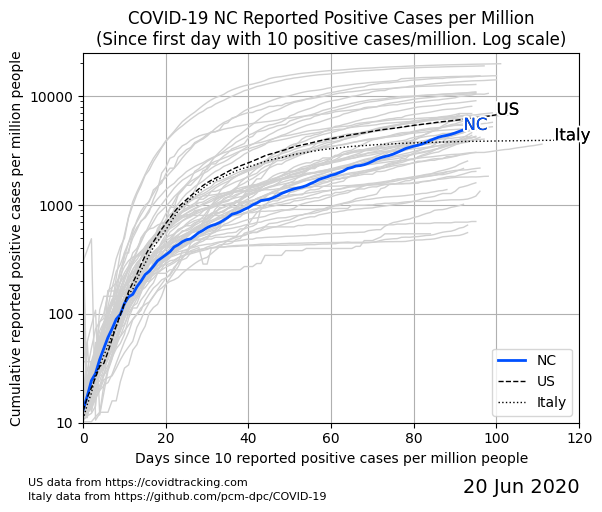 COVID-19 NC Reported Positive Cases per Million
(Since first day with 10 positive cases/million. Log scale)
Cumulative reported positive cases per million people
10000
1000
100
10
US
NC
Italy
NC
US
Italy
0 20 40 60 80 100 120
Days since 10 reported positive cases per million people
US data from https://covidtracking.com
Italy data from https://github.com/pcm-dpc/COVID-19
20 Jun 2020